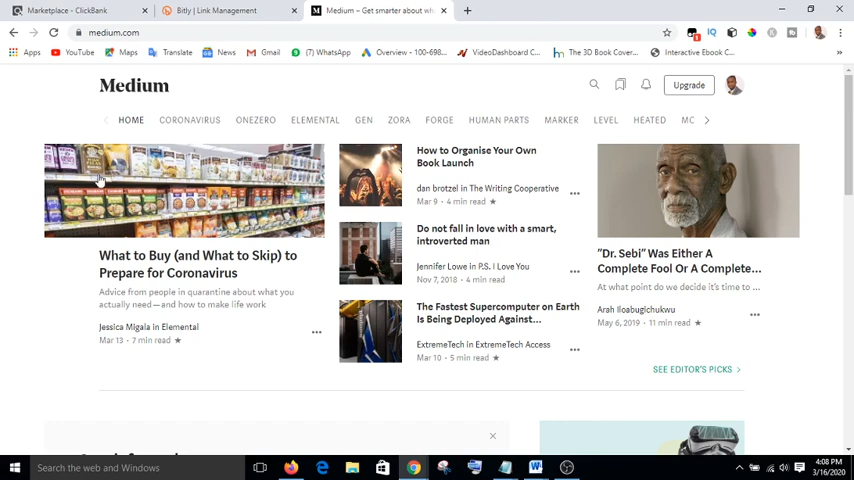 Marketplace - ClickBank
Bitly | Link Management
Medium – Get smarter about wh
medium.com
Apps
YouTube
Maps
Translate
News
Gmail
(7) WhatsApp
Overview – 100-698...
VideoDashboard C...
The 3D Book Cover...
Interactive Ebook C...
Medium
Upgrade
HOME CORONAVIRUS ONEZERO ELEMENTAL GEN ZORA FORGE HUMAN PARTS MARKER LEVEL HEATED MC
What to Buy (and What to Skip) to
Prepare for Coronavirus
Advice from people in quarantine about what you
actually need — and how to make life work
Jessica Migala in Elemental
Mar 13 · 7 min read ★
How to Organise Your Own
Book Launch
dan brotzel in The Writing Cooperative
Mar 9 · 4 min read ★
Do not fall in love with a smart,
introverted man
Jennifer Lowe in P.S. I Love You
Nov 7, 2018 · 4 min read
The Fastest Supercomputer on Earth
Is Being Deployed Against...
ExtremeTech in ExtremeTech Access
Mar 10 · 5 min read ★
"Dr. Sebi" Was Either A
Complete Fool Or A Complete...
At what point do we decide it's time to ...
Arah Iloabugichukwu
May 6, 2019 · 11 min read ★
SEE EDITOR'S PICKS
Search the web and Windows
4:08 PM
3/16/2020